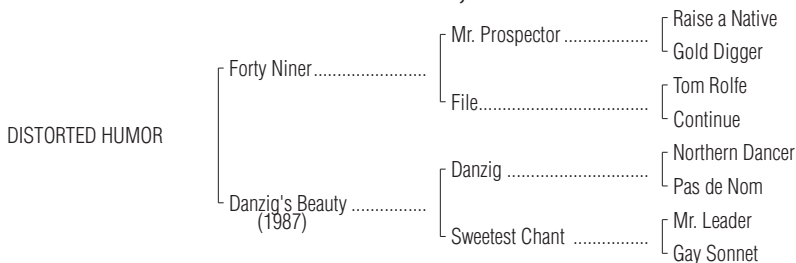 Raise a Native
Mr. Prospector ..................
Gold Digger
Forty Niner........................
Tom Rolfe
File....................................
Continue
DISTORTED HUMOR
Northern Dancer
Danzig ..............................
Pas de Nom
Danzig's Beauty ................
(1987)
Mr. Leader
Sweetest Chant ................
Gay Sonnet